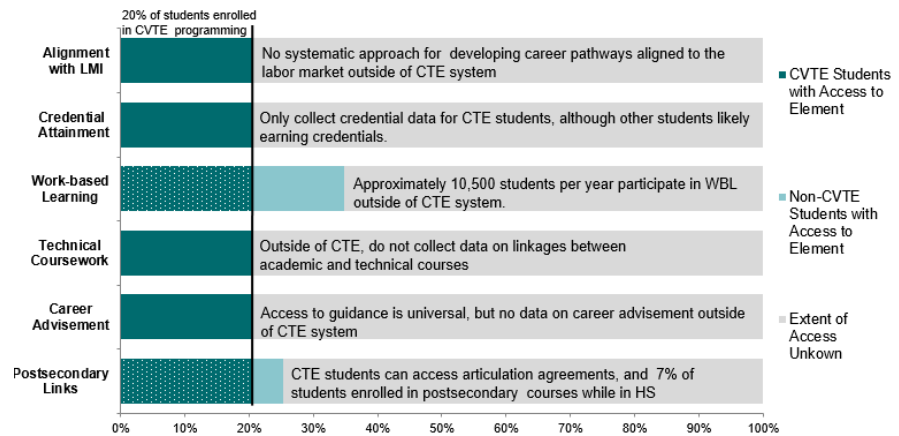 20% of students enrolled
in CVTE programming
Alignment
with LMI
No systematic approach for developing career pathways aligned to the
labor market outside of CTE system
Credential
Attainment
Only collect credential data for CTE students, although other students likely
earning credentials.
Work-based
Learning
Approximately 10,500 students per year participate in WBL
outside of CTE system.
Technical
Coursework
Outside of CTE, do not collect data on linkages between
academic and technical courses
Career
Advisement
Access to guidance is universal, but no data on career advisement outside
of CTE system
Postsecondary
Links
CTE students can access articulation agreements, and 7% of
students enrolled in postsecondary courses while in HS
0% 10% 20% 30% 40% 50% 60% 70% 80% 90% 100%
CVTE Students
with Access to
Element
Non-CVTE
Students with
Access to
Element
Extent of
Access
Unkown